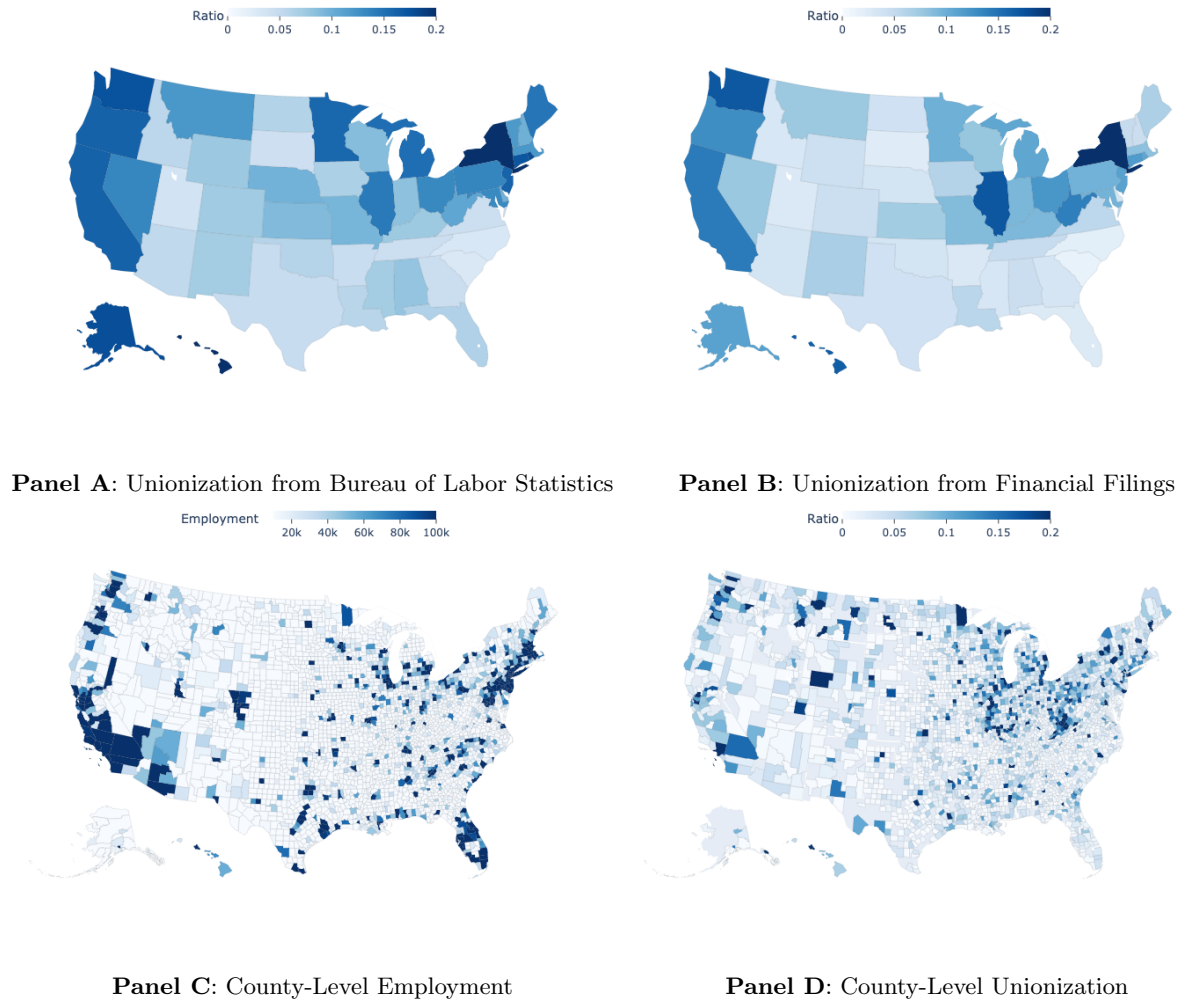 Ratio
0 0.05 0.1 0.15 0.2
Ratio
0 0.05 0.1 0.15 0.2
Panel A: Unionization from Bureau of Labor Statistics
Panel B: Unionization from Financial Filings
Employment
20k 40k 60k 80k 100k
Ratio
0 0.05 0.1 0.15 0.2
Panel C: County-Level Employment
Panel D: County-Level Unionization